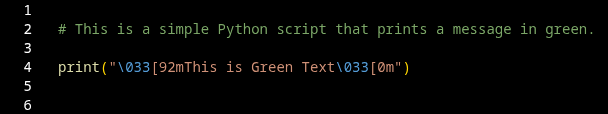 1
2 # This is a simple Python script that prints a message in green.
3
4 print("\033[92mThis is Green Text\033[0m")
5
6